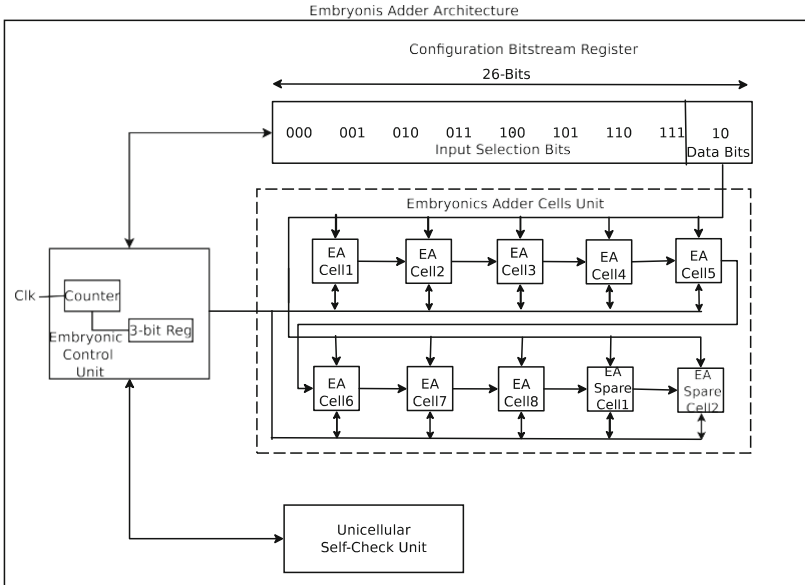 Embryonis Adder Architecture
Configuration Bitstream Register
26-Bits
000 001 010 011 100 101 110 111 10
Input Selection Bits Data Bits
Embryonics Adder Cells Unit
EA
Cell1
EA
Cell2
EA
Cell3
EA
Cell4
EA
Cell5
Clk
Counter
3-bit Reg
Embryonic
Control
Unit
EA
Cell6
EA
Cell7
EA
Cell8
EA
Spare
Cell1
EA
Spare
Cell2
Unicellular
Self-Check Unit